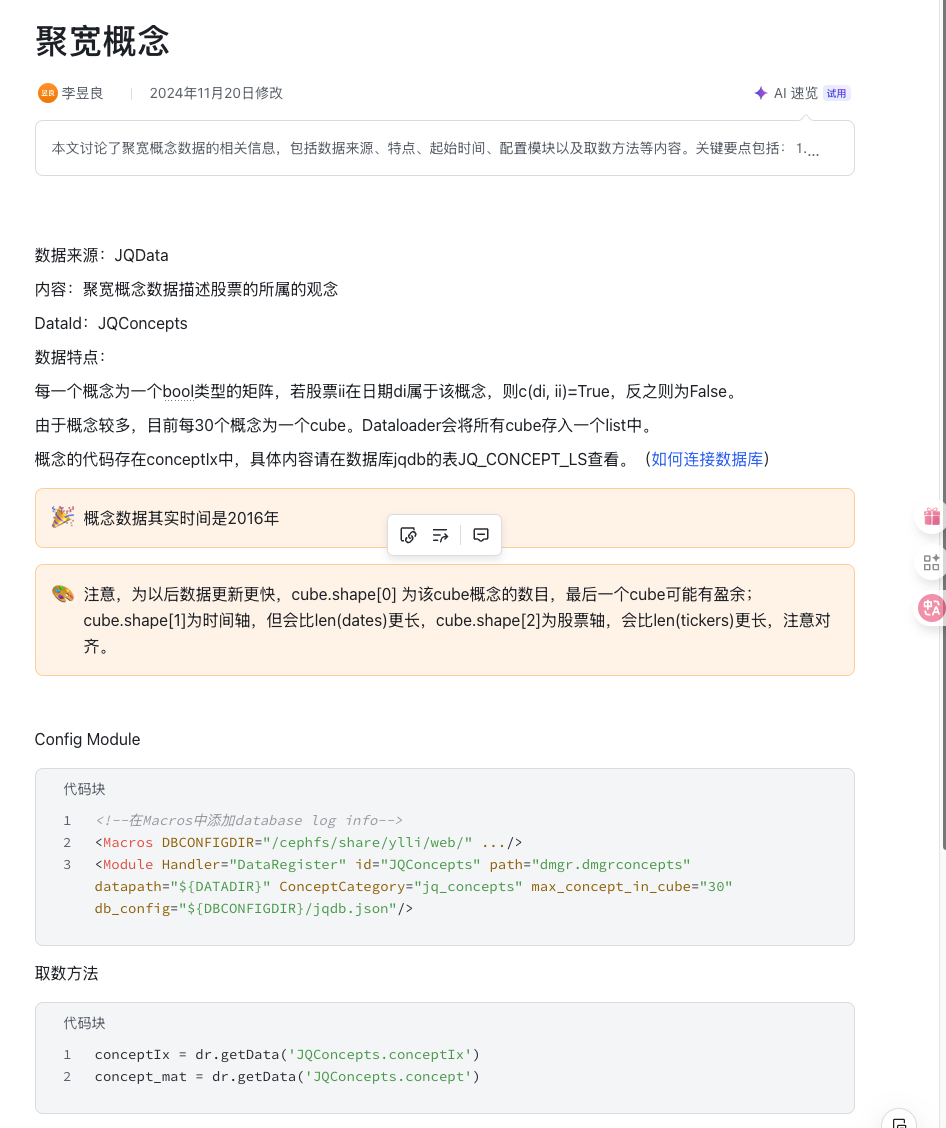 聚宽概念
昱良 李昱良 2024年11月20日修改 AI 速览 试用
本文讨论了聚宽概念数据的相关信息，包括数据来源、特点、起始时间、配置模块以及取数方法等内容。关键要点包括： 1....
数据来源：JQData
内容：聚宽概念数据描述股票的所属的观念
DataId：JQConcepts
数据特点：
每一个概念为一个bool类型的矩阵，若股票ii在日期di属于该概念，则c(di, ii)=True，反之则为False。
由于概念较多，目前每30个概念为一个cube。Dataloader会将所有cube存入一个list中。
概念的代码存在conceptIx中，具体内容请在数据库jqdb的表JQ_CONCEPT_LS查看。（如何连接数据库）
概念数据其实时间是2016年
注意，为以后数据更新更快，cube.shape[0] 为该cube概念的数目，最后一个cube可能有盈余；
cube.shape[1]为时间轴，但会比len(dates)更长，cube.shape[2]为股票轴，会比len(tickers)更长，注意对
齐。
Config Module
代码块
1 <!--在Macros中添加database log info-->
2 <Macros DBCONFIGDIR="/cephfs/share/ylli/web/" .../>
3 <Module Handler="DataRegister" id="JQConcepts" path="dmgr.dmgrconcepts"
datapath="${DATADIR}" ConceptCategory="jq_concepts" max_concept_in_cube="30"
db_config="${DBCONFIGDIR}/jqdb.json"/>
取数方法
代码块
1 conceptIx = dr.getData('JQConcepts.conceptIx')
2 concept_mat = dr.getData('JQConcepts.concept')